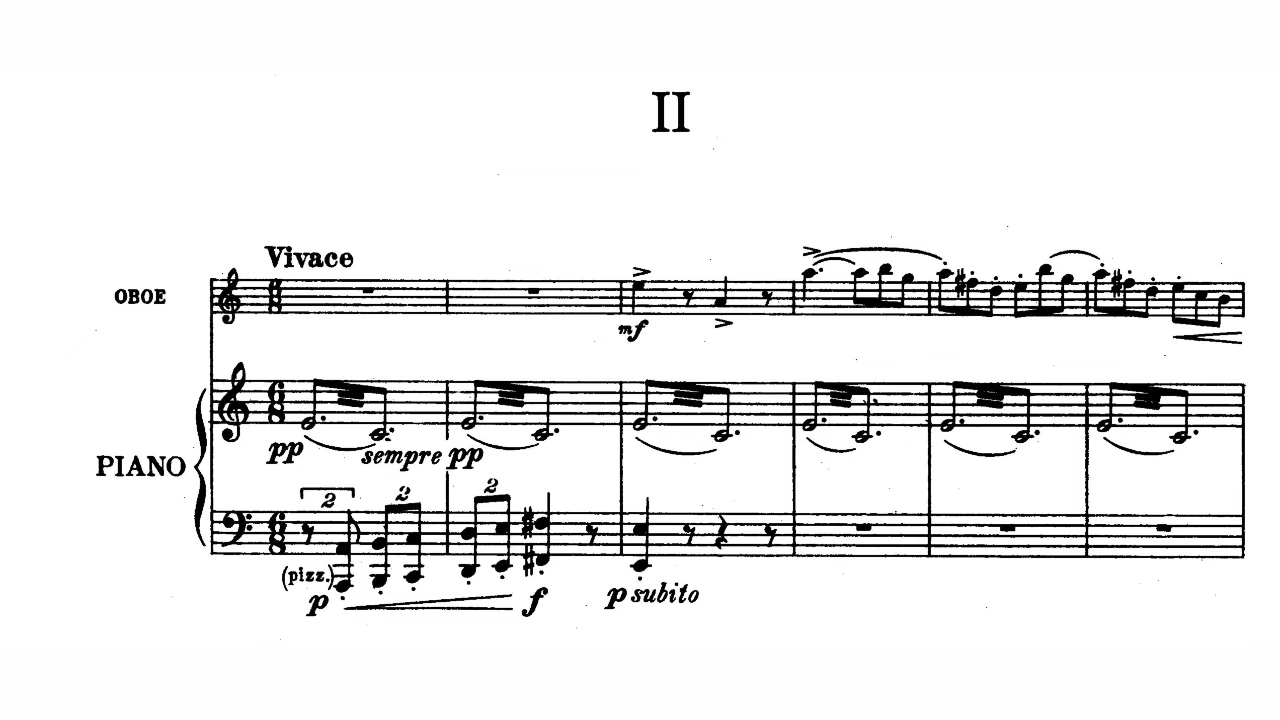 II
Vivace
OBOE
mf
PIANO
pp
sempre pp
2
2
2
(pizz.)
p
f
p subito